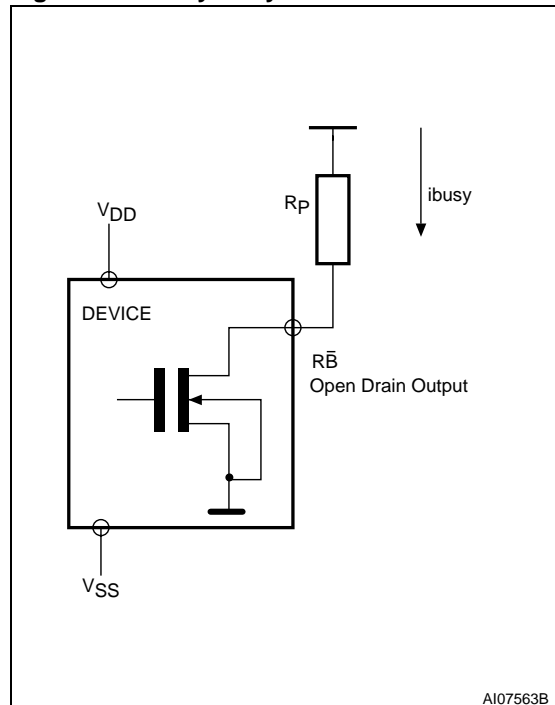 RP
ibusy
VDD
DEVICE
RB̅
Open Drain Output
VSS
AI07563B